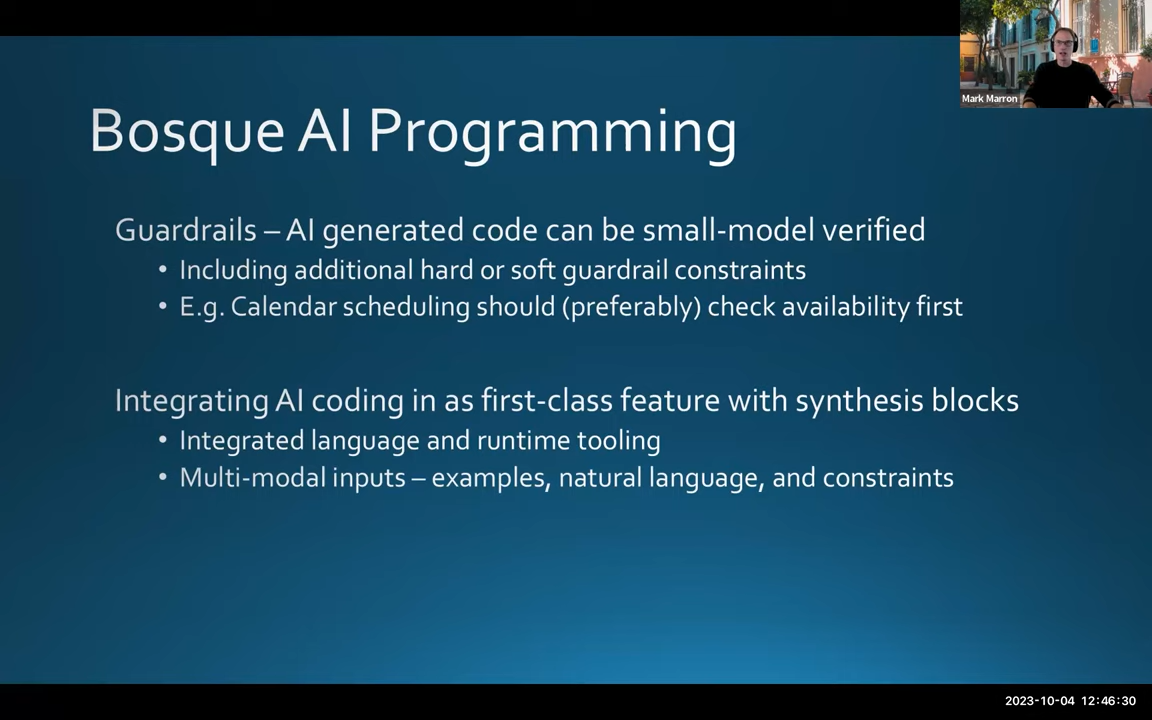 Mark Marron
Bosque AI Programming
Guardrails – AI generated code can be small-model verified
• Including additional hard or soft guardrail constraints
• E.g. Calendar scheduling should (preferably) check availability first
Integrating AI coding in as first-class feature with synthesis blocks
• Integrated language and runtime tooling
• Multi-modal inputs – examples, natural language, and constraints
2023-10-04 12:46:30